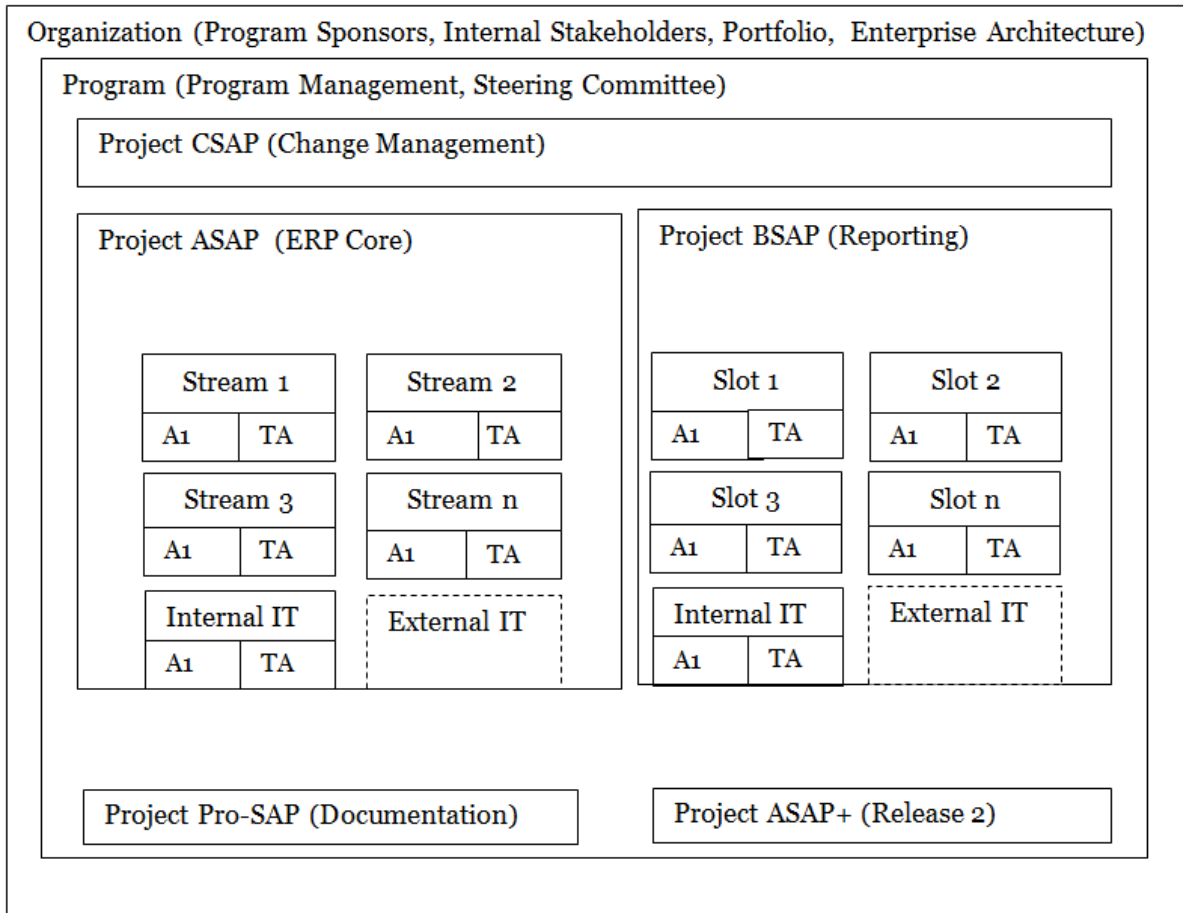 Organization (Program Sponsors, Internal Stakeholders, Portfolio, Enterprise Architecture)
Program (Program Management, Steering Committee)
Project CSAP (Change Management)
Project ASAP (ERP Core)
Stream 1
A1 TA
Stream 2
A1 TA
Stream 3
A1 TA
Stream n
A1 TA
Internal IT
A1 TA
External IT
Project BSAP (Reporting)
Slot 1
A1 TA
Slot 2
A1 TA
Slot 3
A1 TA
Slot n
A1 TA
Internal IT
A1 TA
External IT
Project Pro-SAP (Documentation)
Project ASAP+ (Release 2)